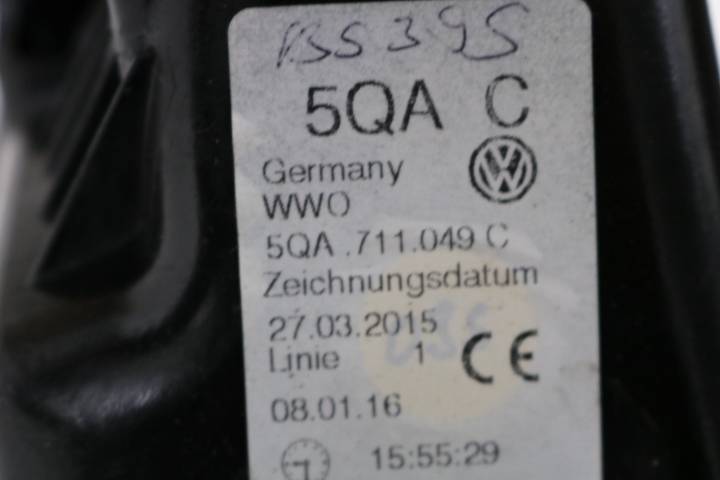 BS395
5QA C
Germany
WWO
5QA .711.049 C
Zeichnungsdatum
27.03.2015
Linie 1 CE
08.01.16
15:55:29